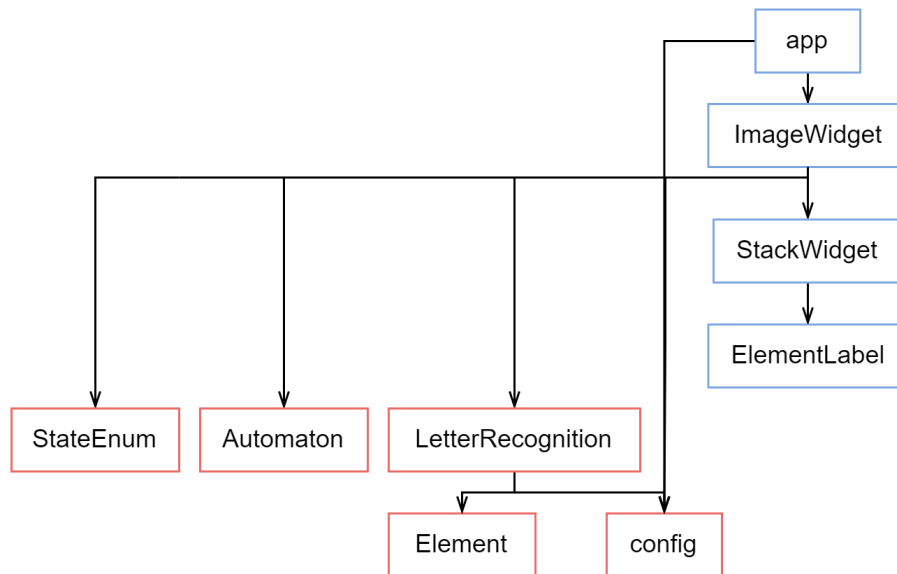 app
ImageWidget
StackWidget
ElementLabel
StateEnum
Automaton
LetterRecognition
Element
config